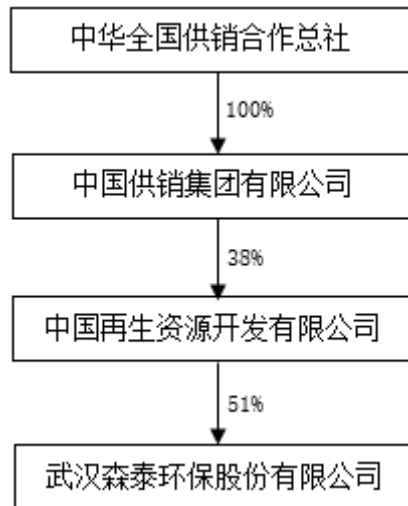 中华全国供销合作总社
100%
中国供销集团有限公司
38%
中国再生资源开发有限公司
51%
武汉森泰环保股份有限公司